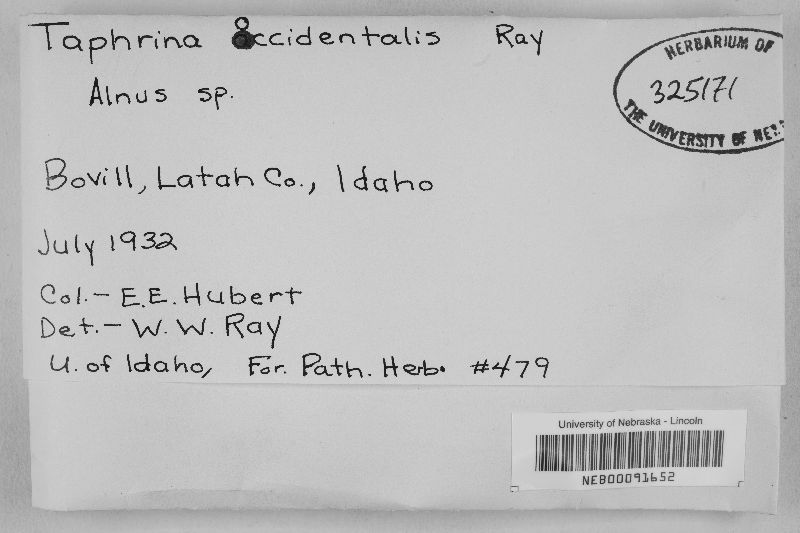 Taphrina occidentalis Ray
Alnus sp.
HERBARIUM OF
325171
THE UNIVERSITY OF NEB.
Bovill, Latah Co., Idaho
July 1932
Col.- E.E. Hubert
Det.- W. W. Ray
U. of Idaho, For. Path. Herb. #479
University of Nebraska - Lincoln
NEB00091652